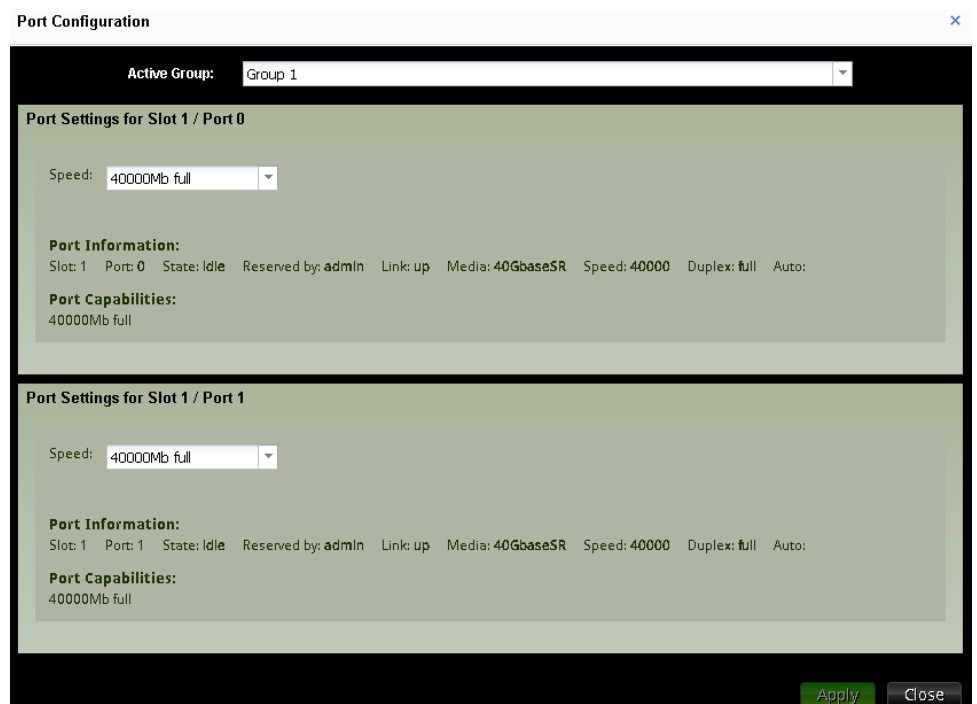 Port Configuration
Active Group: Group 1
Port Settings for Slot 1 / Port 0
Speed: 40000Mb full
Port Information:
Slot: 1 Port: 0 State: Idle Reserved by: admin Link: up Media: 40GbaseSR Speed: 40000 Duplex: full Auto:
Port Capabilities:
40000Mb full
Port Settings for Slot 1 / Port 1
Speed: 40000Mb full
Port Information:
Slot: 1 Port: 1 State: Idle Reserved by: admin Link: up Media: 40GbaseSR Speed: 40000 Duplex: full Auto:
Port Capabilities:
40000Mb full
Apply Close